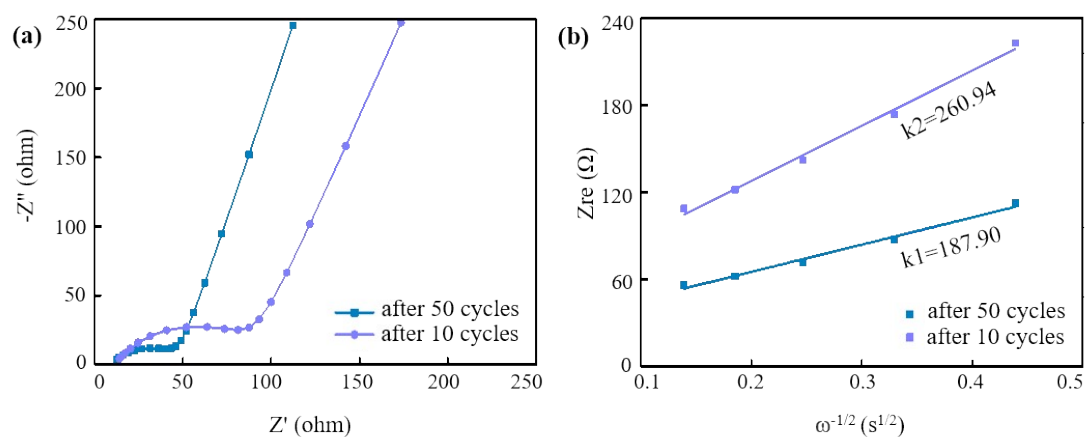 (a)
250
200
150
100
50
0
-Z" (ohm)
0 50 100 150 200 250
Z' (ohm)
after 50 cycles
after 10 cycles
(b)
240
180
120
60
0
Zre (Ω)
0.1 0.2 0.3 0.4 0.5
ω-1/2 (s1/2)
k2=260.94
k1=187.90
after 50 cycles
after 10 cycles